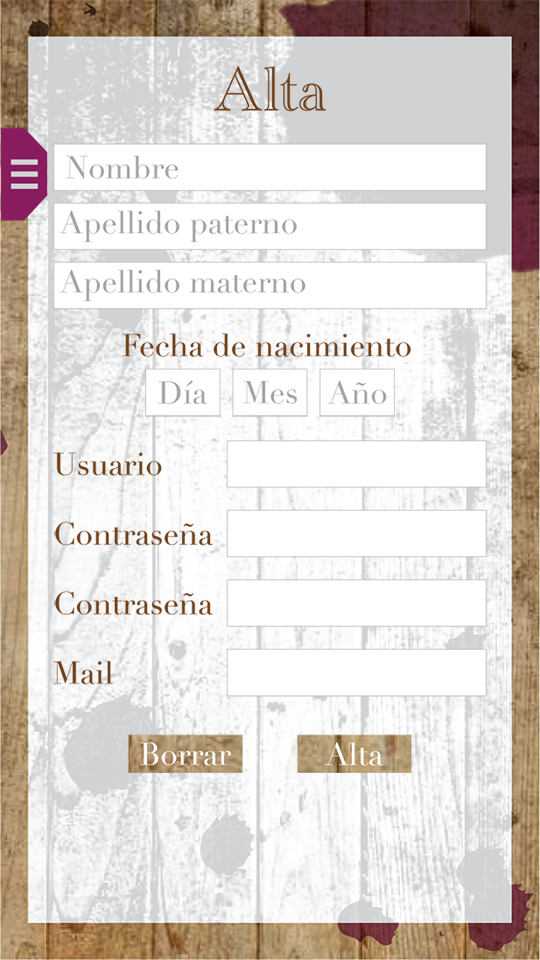 Alta
Nombre
Apellido paterno
Apellido materno
Fecha de nacimiento
Día Mes Año
Usuario
Contraseña
Contraseña
Mail
Borrar Alta